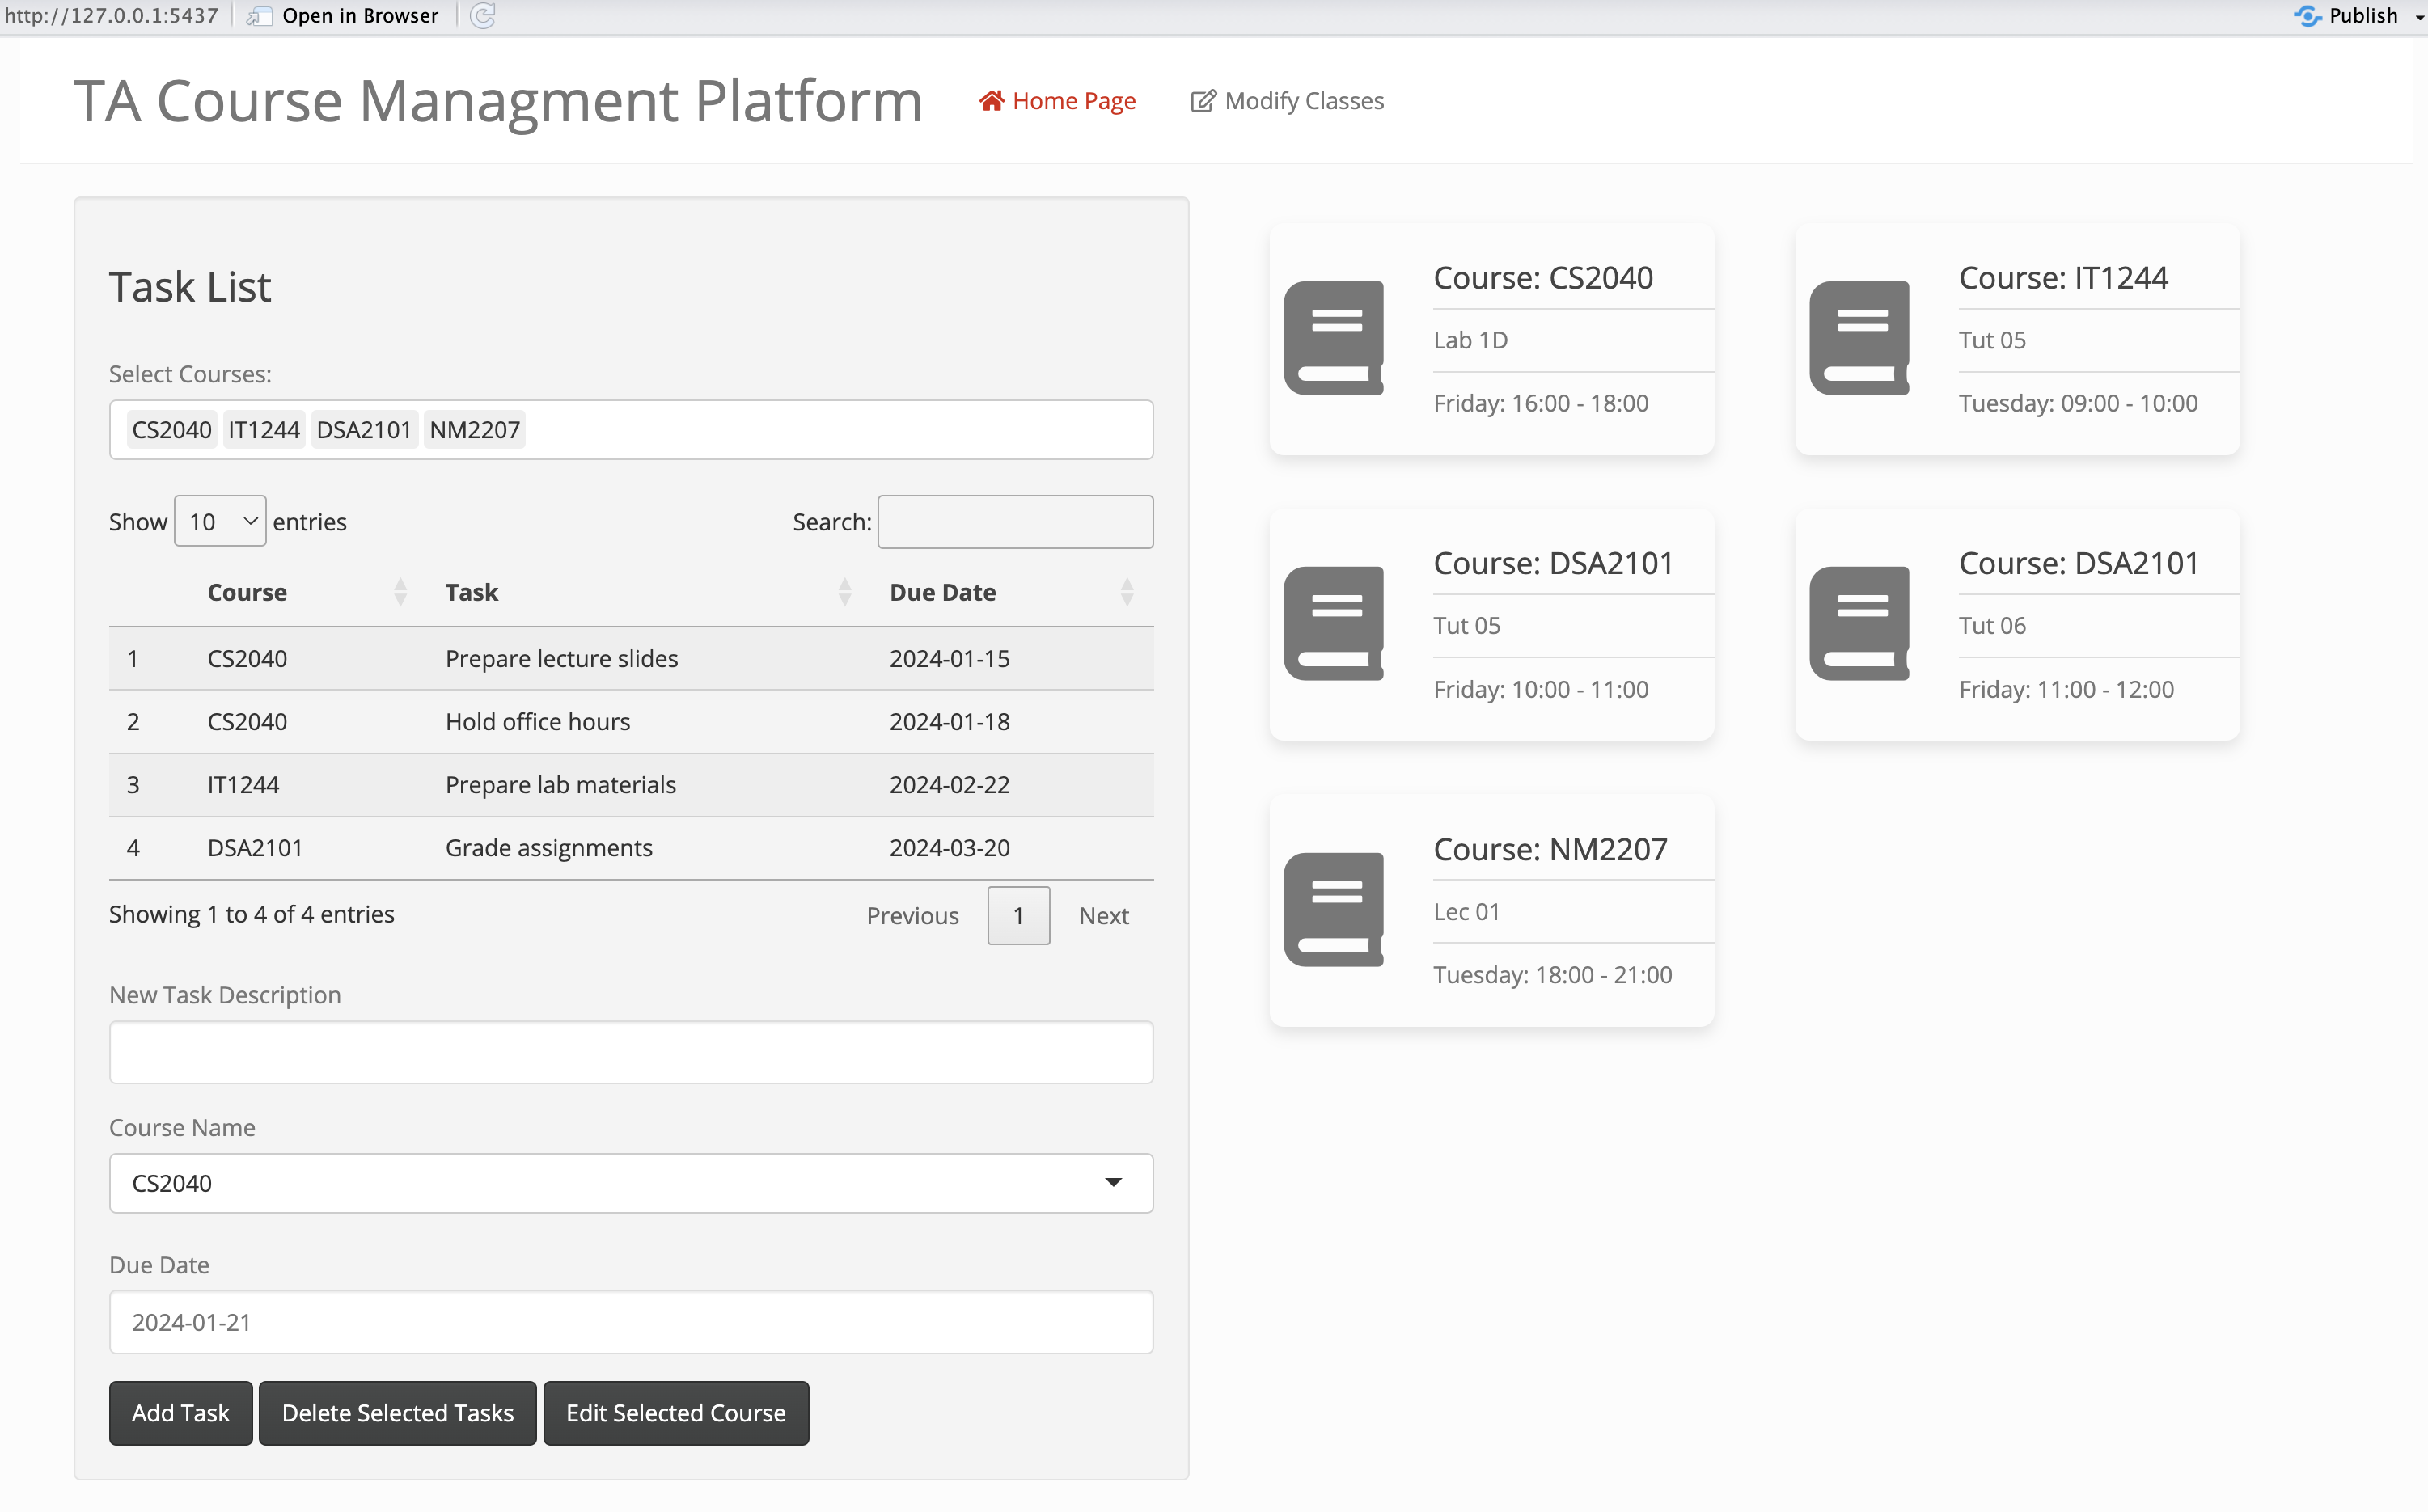 http://127.0.0.1:5437 Open in Browser Publish
TA Course Managment Platform Home Page Modify Classes
Task List
Select Courses:
CS2040 IT1244 DSA2101 NM2207
Show 10 entries Search:
Course Task Due Date
1 CS2040 Prepare lecture slides 2024-01-15
2 CS2040 Hold office hours 2024-01-18
3 IT1244 Prepare lab materials 2024-02-22
4 DSA2101 Grade assignments 2024-03-20
Showing 1 to 4 of 4 entries Previous 1 Next
New Task Description
Course Name
CS2040
Due Date
2024-01-21
Add Task Delete Selected Tasks Edit Selected Course
Course: CS2040
Lab 1D
Friday: 16:00 - 18:00
Course: IT1244
Tut 05
Tuesday: 09:00 - 10:00
Course: DSA2101
Tut 05
Friday: 10:00 - 11:00
Course: DSA2101
Tut 06
Friday: 11:00 - 12:00
Course: NM2207
Lec 01
Tuesday: 18:00 - 21:00